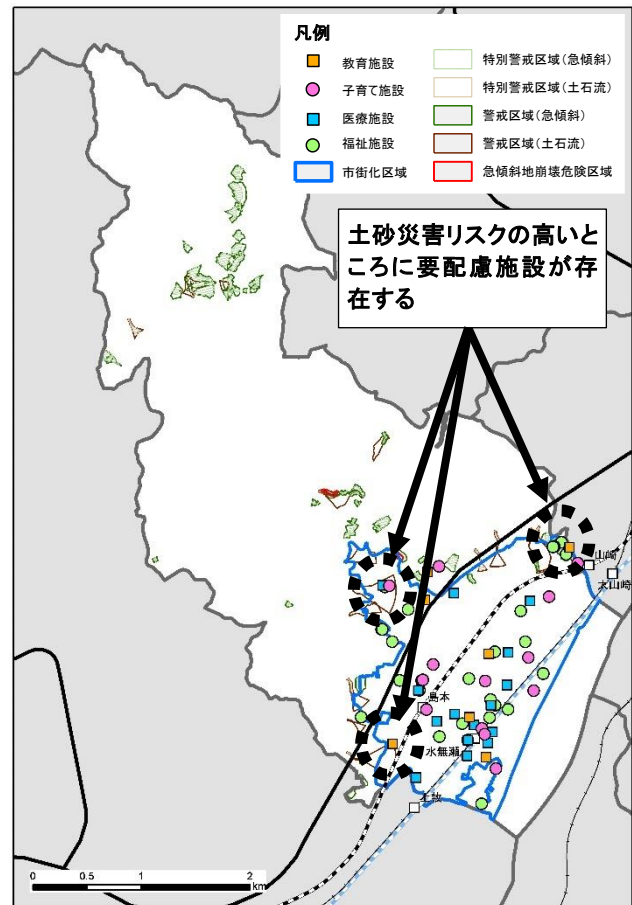 凡例
教育施設
子育て施設
医療施設
福祉施設
市街化区域
特別警戒区域(急傾斜)
特別警戒区域(土石流)
警戒区域(急傾斜)
警戒区域(土石流)
急傾斜地崩壊危険区域
土砂災害リスクの高いと
ころに要配慮施設が存
在する
山崎
大山崎
島本
水無瀬
上牧
0 0.5 1 2
km